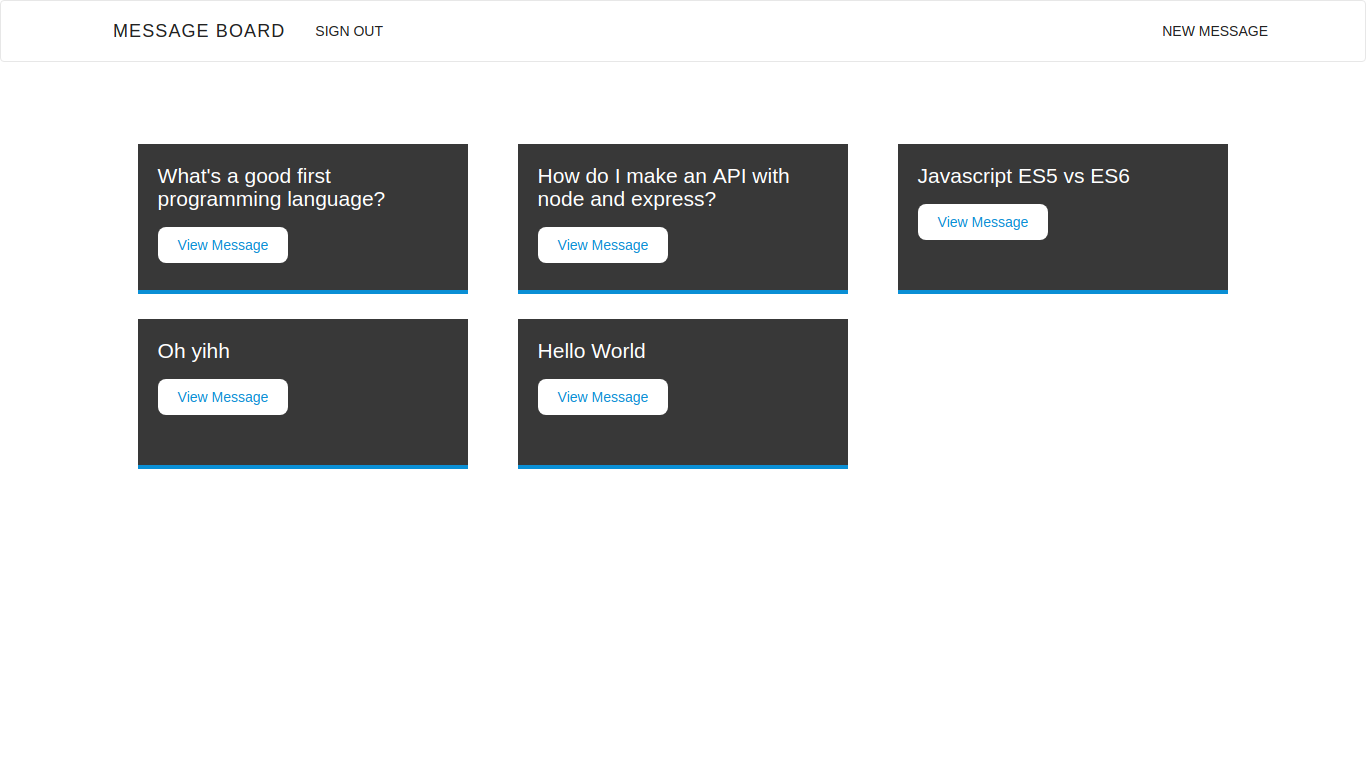 MESSAGE BOARD SIGN OUT NEW MESSAGE
What's a good first
programming language?
View Message
How do I make an API with
node and express?
View Message
Javascript ES5 vs ES6
View Message
Oh yihh
View Message
Hello World
View Message